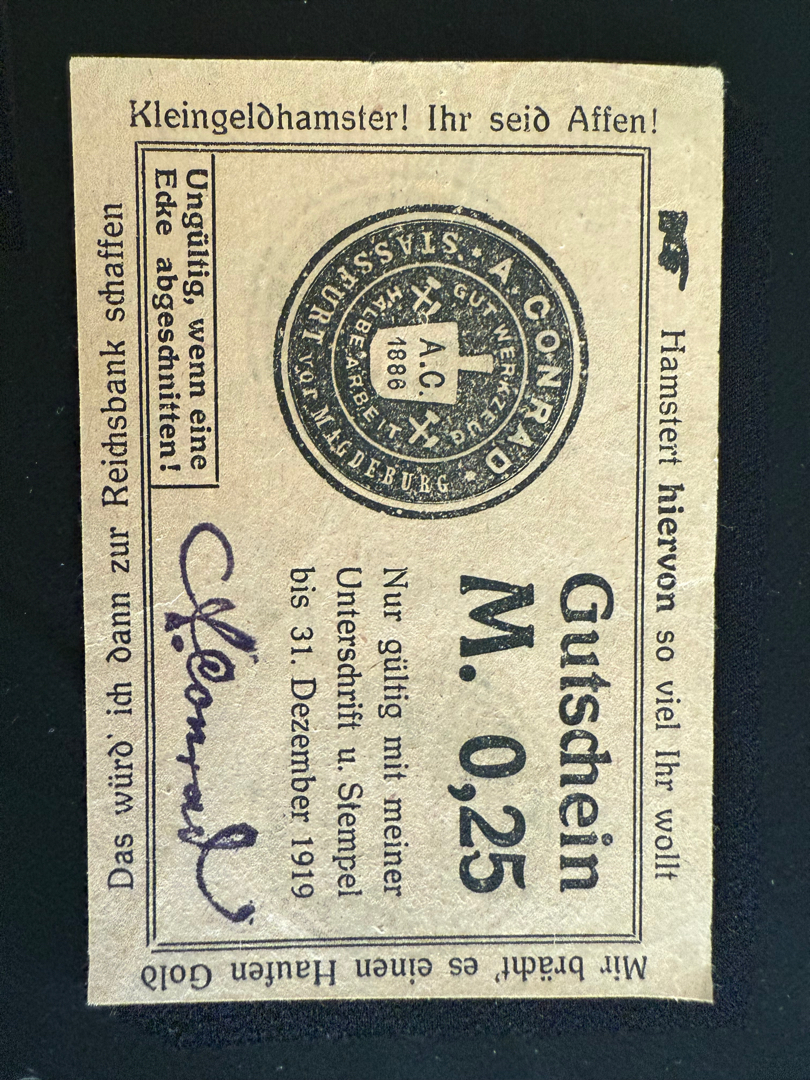 Kleingeldhamster! Ihr seid Affen!
Hamstert hiervon so viel Ihr wollt
Mir brächt' es einen Haufen Gold
Das würd' ich dann zur Reichsbank schaffen
Gutschein
M. 0,25
Nur gültig mit meiner
Unterschrift u. Stempel
bis 31. Dezember 1919
A. Conrad
Ungültig, wenn eine
Ecke abgeschnitten!
A. CONRAD
STASSFURT vor MAGDEBURG
GUT WERKZEUG
HALBE ARBEIT
A.C.
1886